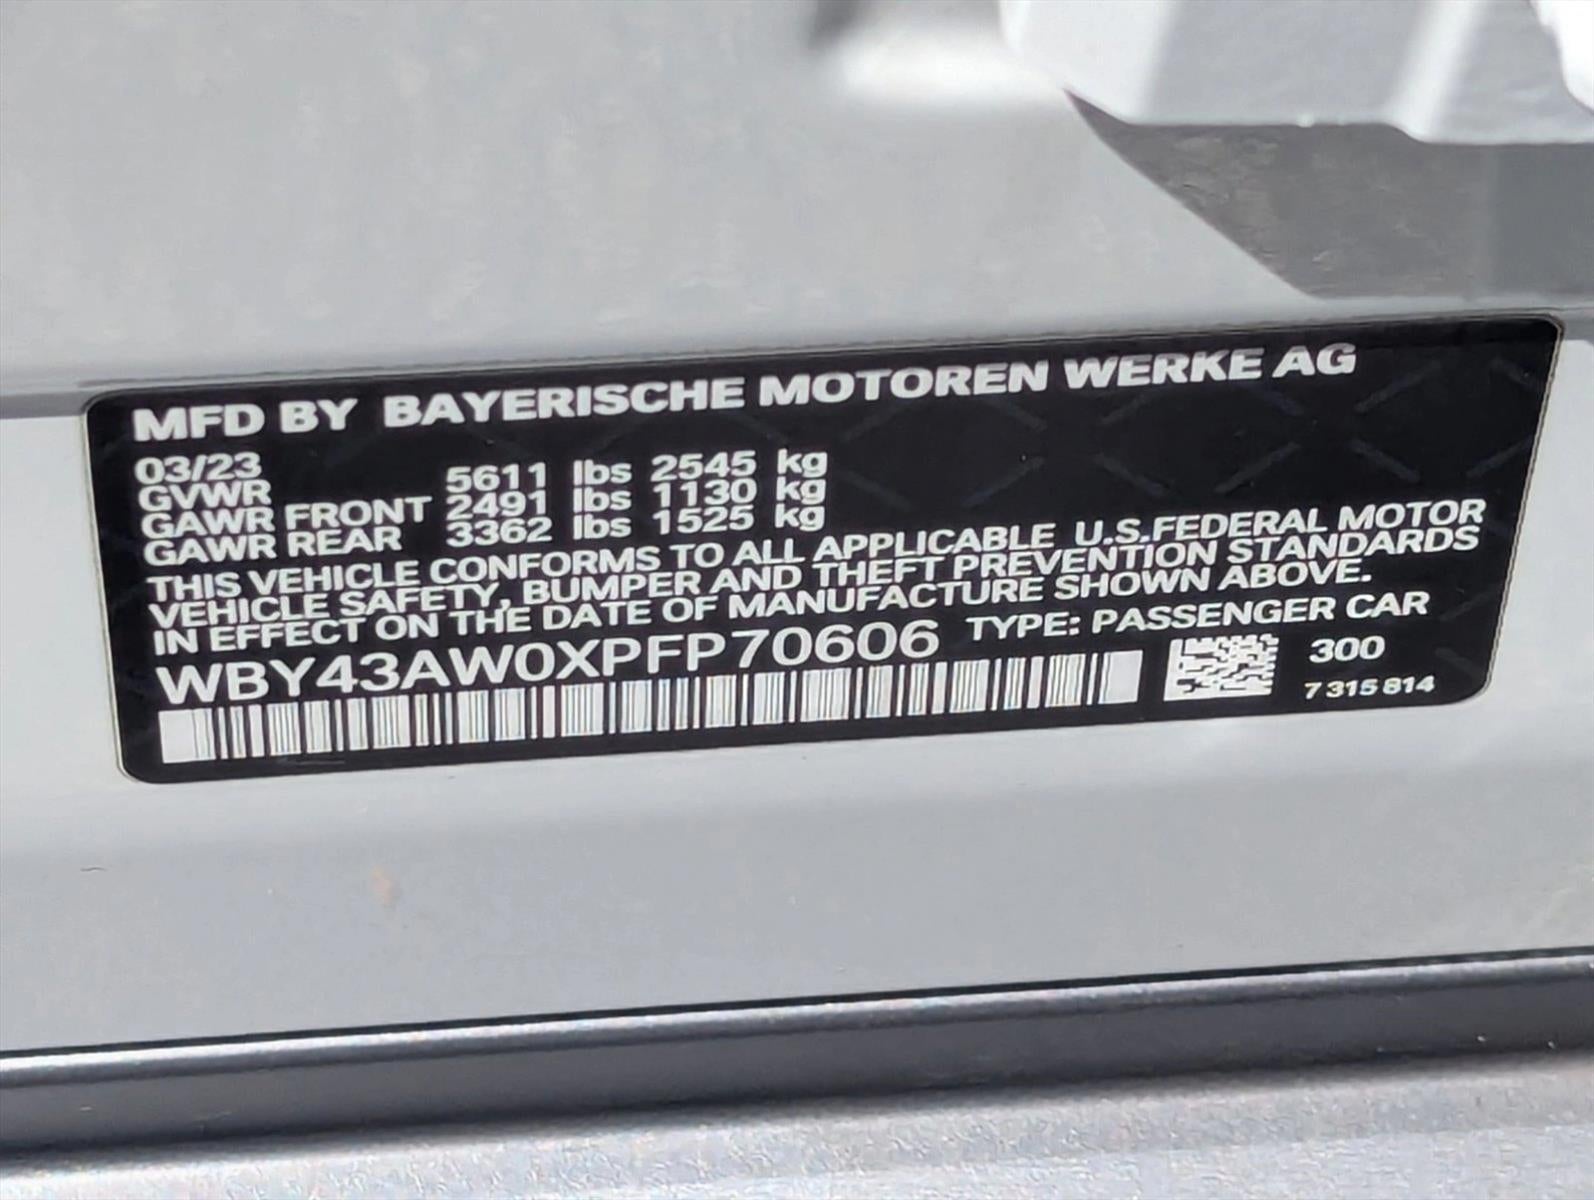 MFD BY BAYERISCHE MOTOREN WERKE AG
03/23
GVWR 5611 lbs 2545 kg
GAWR FRONT 2491 lbs 1130 kg
GAWR REAR 3362 lbs 1525 kg
THIS VEHICLE CONFORMS TO ALL APPLICABLE U.S.FEDERAL MOTOR
VEHICLE SAFETY, BUMPER AND THEFT PREVENTION STANDARDS
IN EFFECT ON THE DATE OF MANUFACTURE SHOWN ABOVE.
WBY43AW0XPFP70606 TYPE: PASSENGER CAR
300
7 315 814